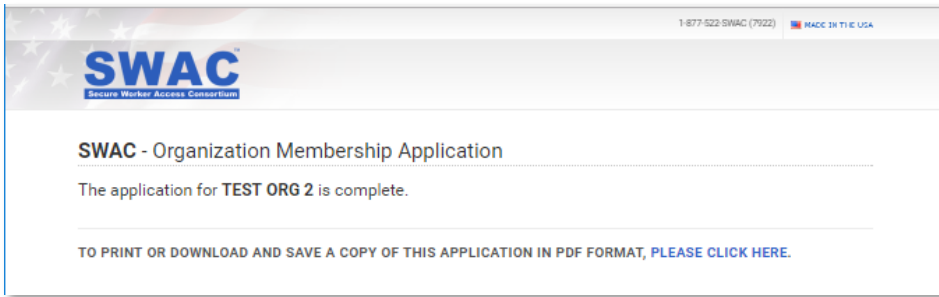 1-877-522-SWAC (7922) MADE IN THE USA
SWAC
Secure Worker Access Consortium
SWAC - Organization Membership Application
The application for TEST ORG 2 is complete.
TO PRINT OR DOWNLOAD AND SAVE A COPY OF THIS APPLICATION IN PDF FORMAT, PLEASE CLICK HERE.